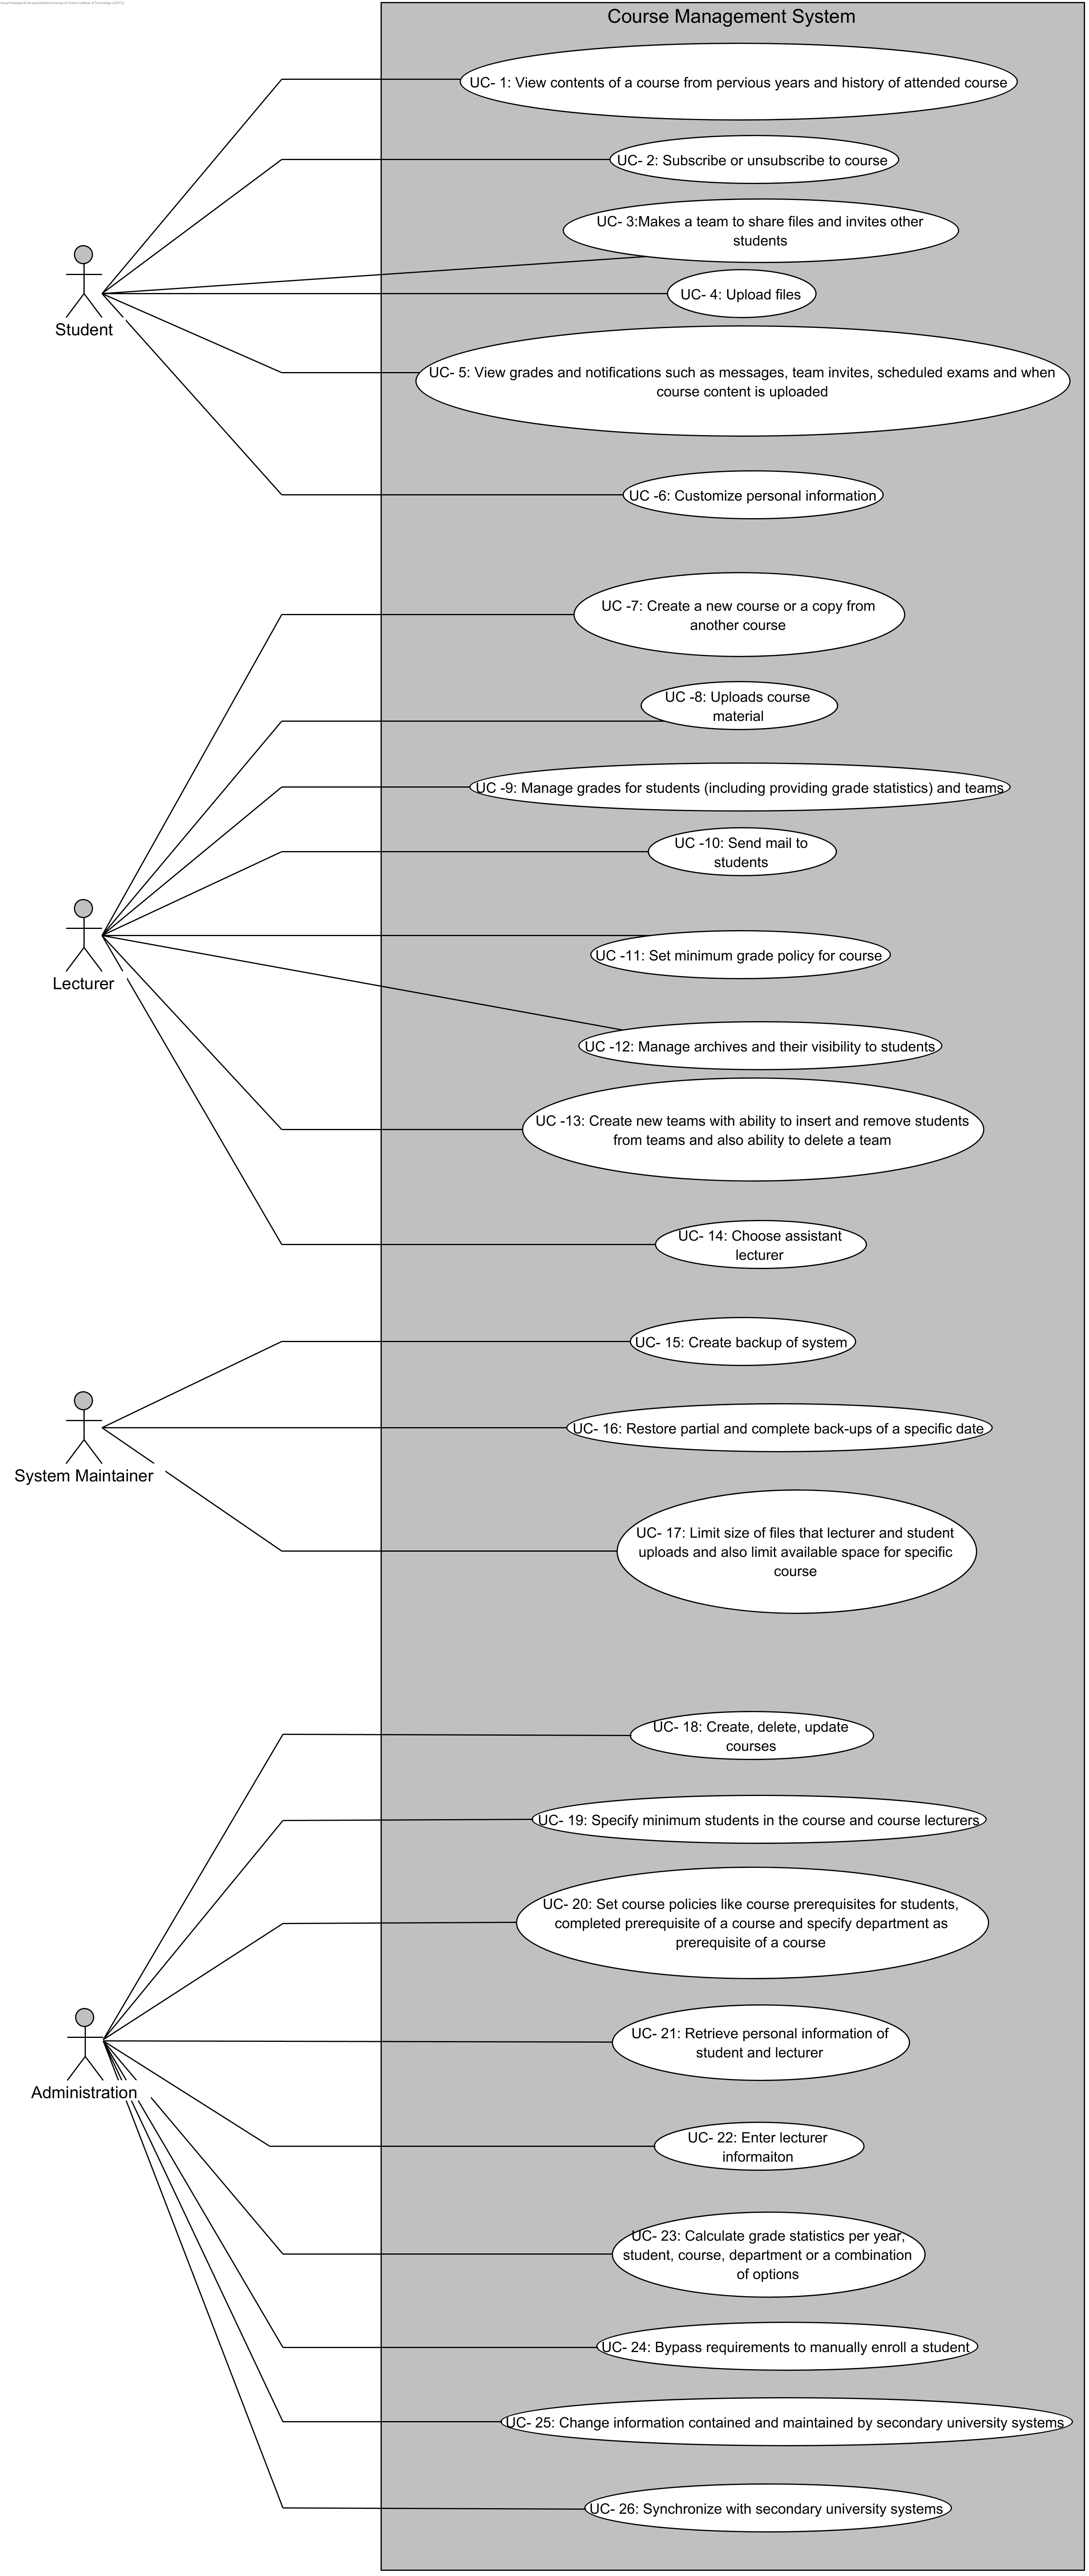 Course Management System
UC- 1: View contents of a course from pervious years and history of attended course
UC- 2: Subscribe or unsubscribe to course
UC- 3:Makes a team to share files and invites other
students
UC- 4: Upload files
Student
UC- 5: View grades and notifications such as messages, team invites, scheduled exams and when
course content is uploaded
UC -6: Customize personal information
UC -7: Create a new course or a copy from
another course
UC -8: Uploads course
material
UC -9: Manage grades for students (including providing grade statistics) and teams
UC -10: Send mail to
students
UC -11: Set minimum grade policy for course
Lecturer
UC -12: Manage archives and their visibility to students
UC -13: Create new teams with ability to insert and remove students
from teams and also ability to delete a team
UC- 14: Choose assistant
lecturer
UC- 15: Create backup of system
UC- 16: Restore partial and complete back-ups of a specific date
System Maintainer
UC- 17: Limit size of files that lecturer and student
uploads and also limit available space for specific
course
UC- 18: Create, delete, update
courses
UC- 19: Specify minimum students in the course and course lecturers
UC- 20: Set course policies like course prerequisites for students,
completed prerequisite of a course and specify department as
prerequisite of a course
UC- 21: Retrieve personal information of
student and lecturer
Administration
UC- 22: Enter lecturer
informaiton
UC- 23: Calculate grade statistics per year,
student, course, department or a combination
of options
UC- 24: Bypass requirements to manually enroll a student
UC- 25: Change information contained and maintained by secondary university systems
UC- 26: Synchronize with secondary university systems